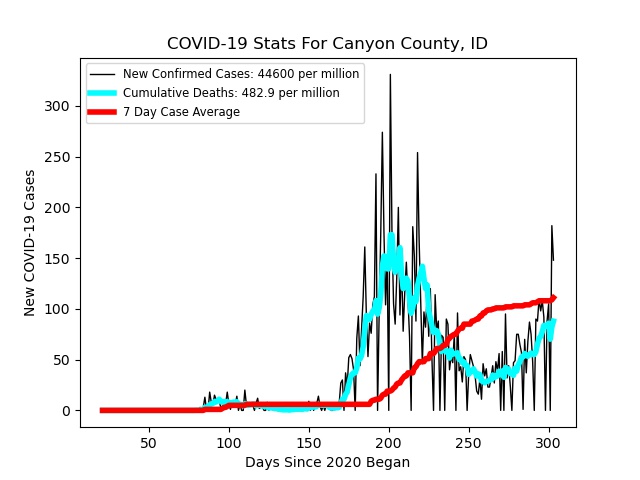 COVID-19 Stats For Canyon County, ID
New Confirmed Cases: 44600 per million
Cumulative Deaths: 482.9 per million
7 Day Case Average
300
250
200
150
100
50
0
New COVID-19 Cases
50 100 150 200 250 300
Days Since 2020 Began